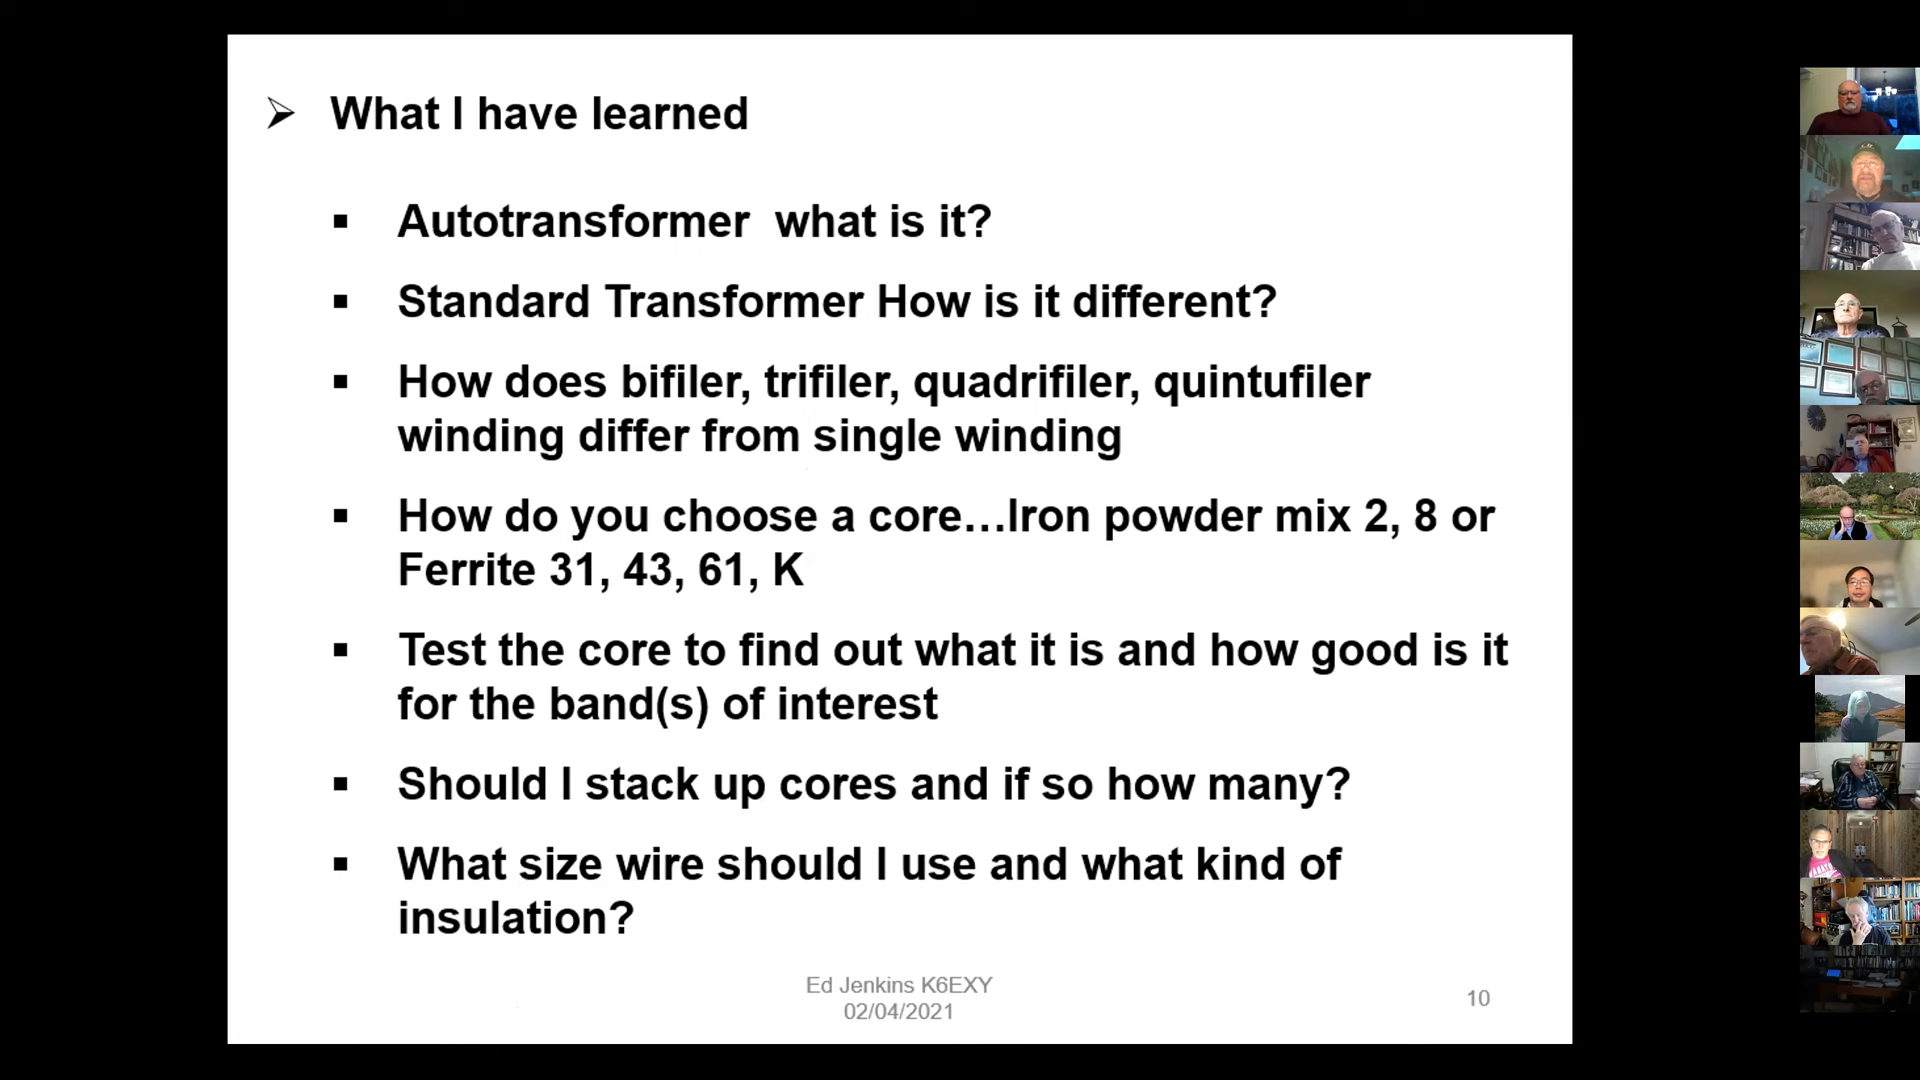 ➢ What I have learned
▪ Autotransformer  what is it?
▪ Standard Transformer How is it different?
▪ How does bifiler, trifiler, quadrifiler, quintufiler
winding differ from single winding
▪ How do you choose a core…Iron powder mix 2, 8 or
Ferrite 31, 43, 61, K
▪ Test the core to find out what it is and how good is it
for the band(s) of interest
▪ Should I stack up cores and if so how many?
▪ What size wire should I use and what kind of
insulation?
Ed Jenkins K6EXY
02/04/2021
10